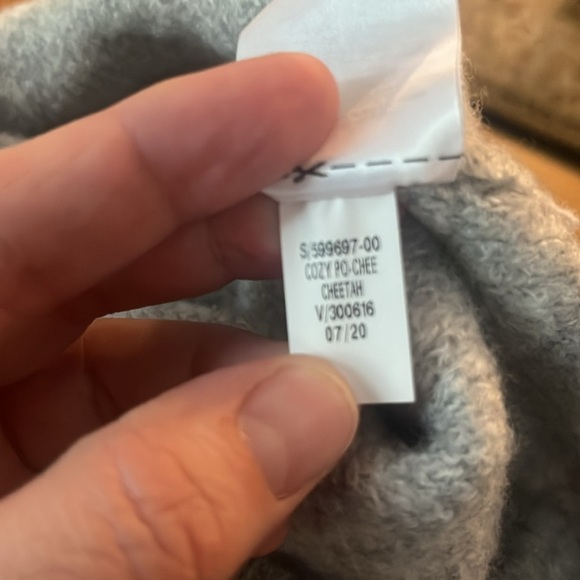 S/599697-00
COZY PO-CHEE
CHEETAH
V/300616
07/20